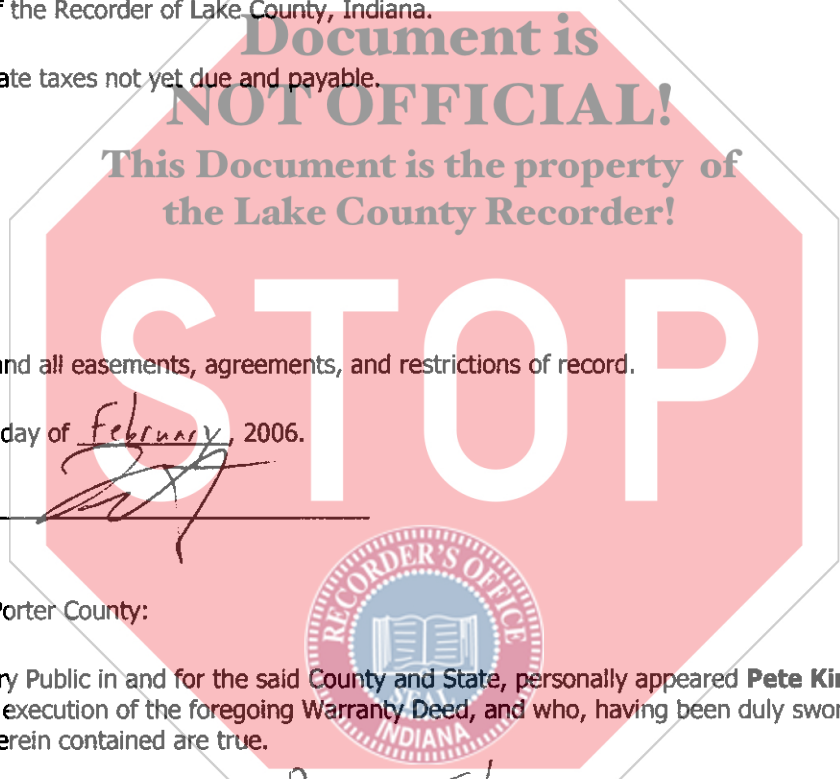 f the Recorder of Lake County, Indiana.
Document is
ate taxes not yet due and payable.
NOT OFFICIAL!
This Document is the property of
the Lake County Recorder!
STOP
and all easements, agreements, and restrictions of record.
day of February, 2006.
RECORDER'S OFFICE
SEAL
INDIANA
Porter County:
ry Public in and for the said County and State, personally appeared Pete Kin
execution of the foregoing Warranty Deed, and who, having been duly swor
erein contained are true.